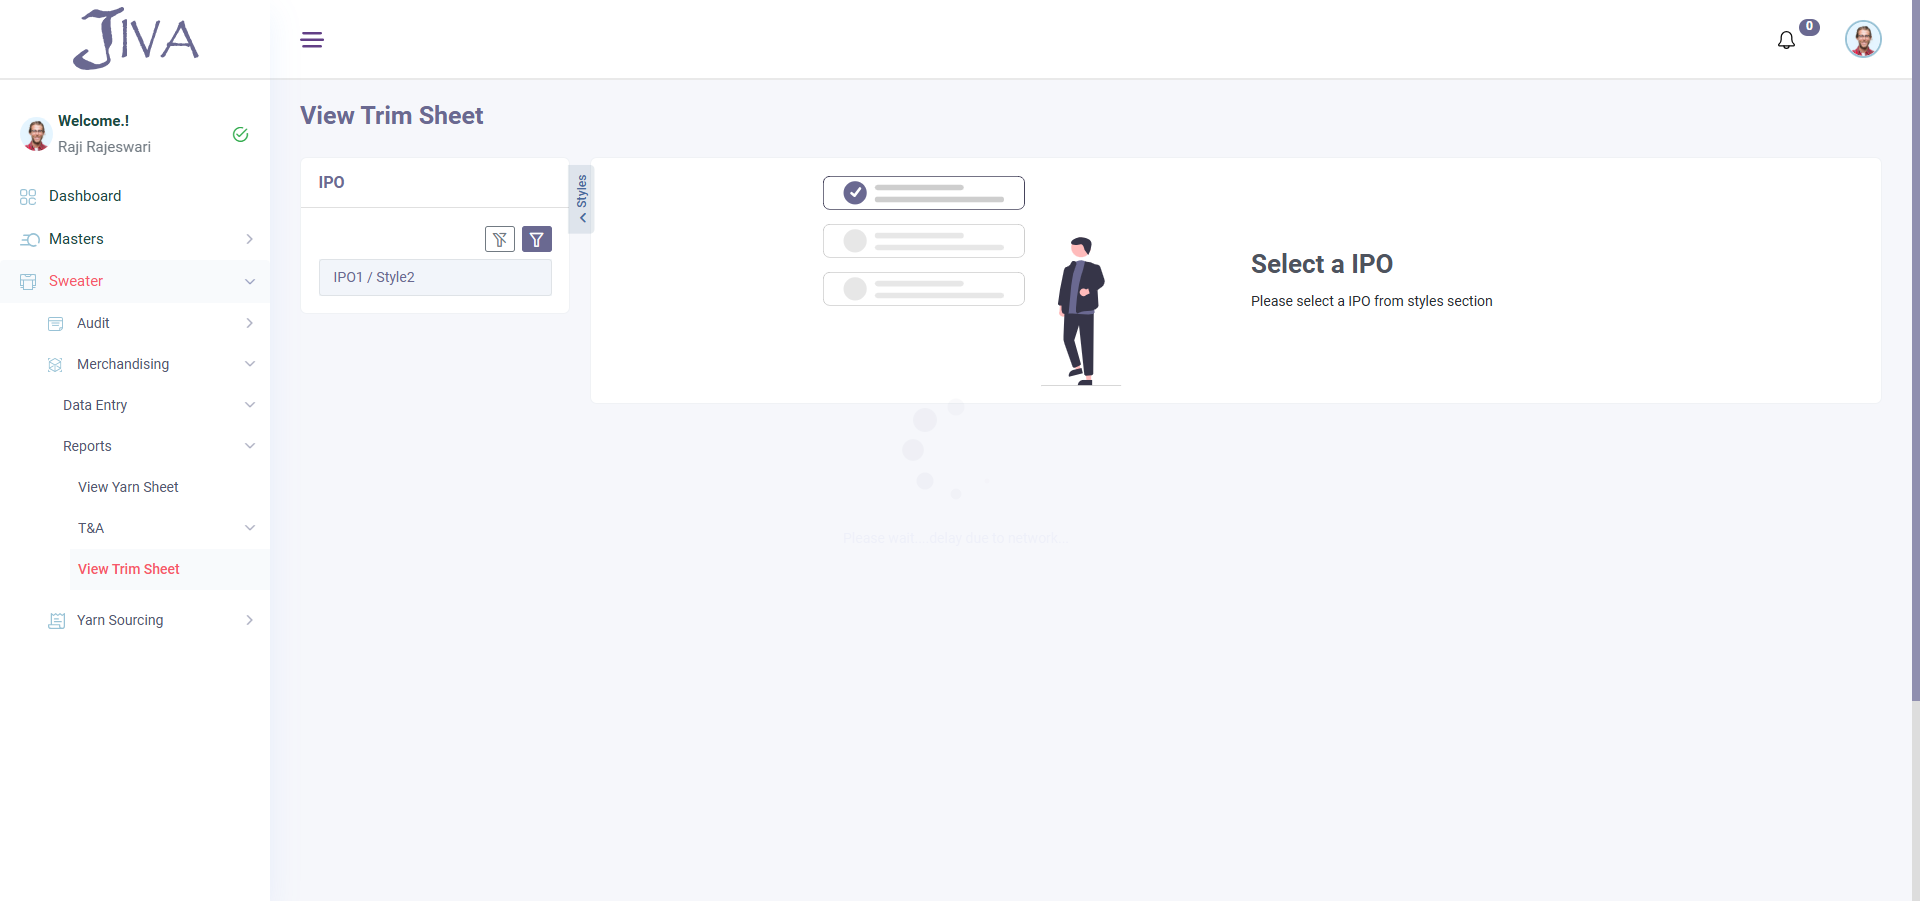 JIVA
0
Welcome.!
Raji Rajeswari
Dashboard
Masters
Sweater
Audit
Merchandising
Data Entry
Reports
View Yarn Sheet
T&A
View Trim Sheet
Yarn Sourcing
View Trim Sheet
IPO
IPO1 / Style2
Styles
Select a IPO
Please select a IPO from styles section
Please wait... delay due to network..